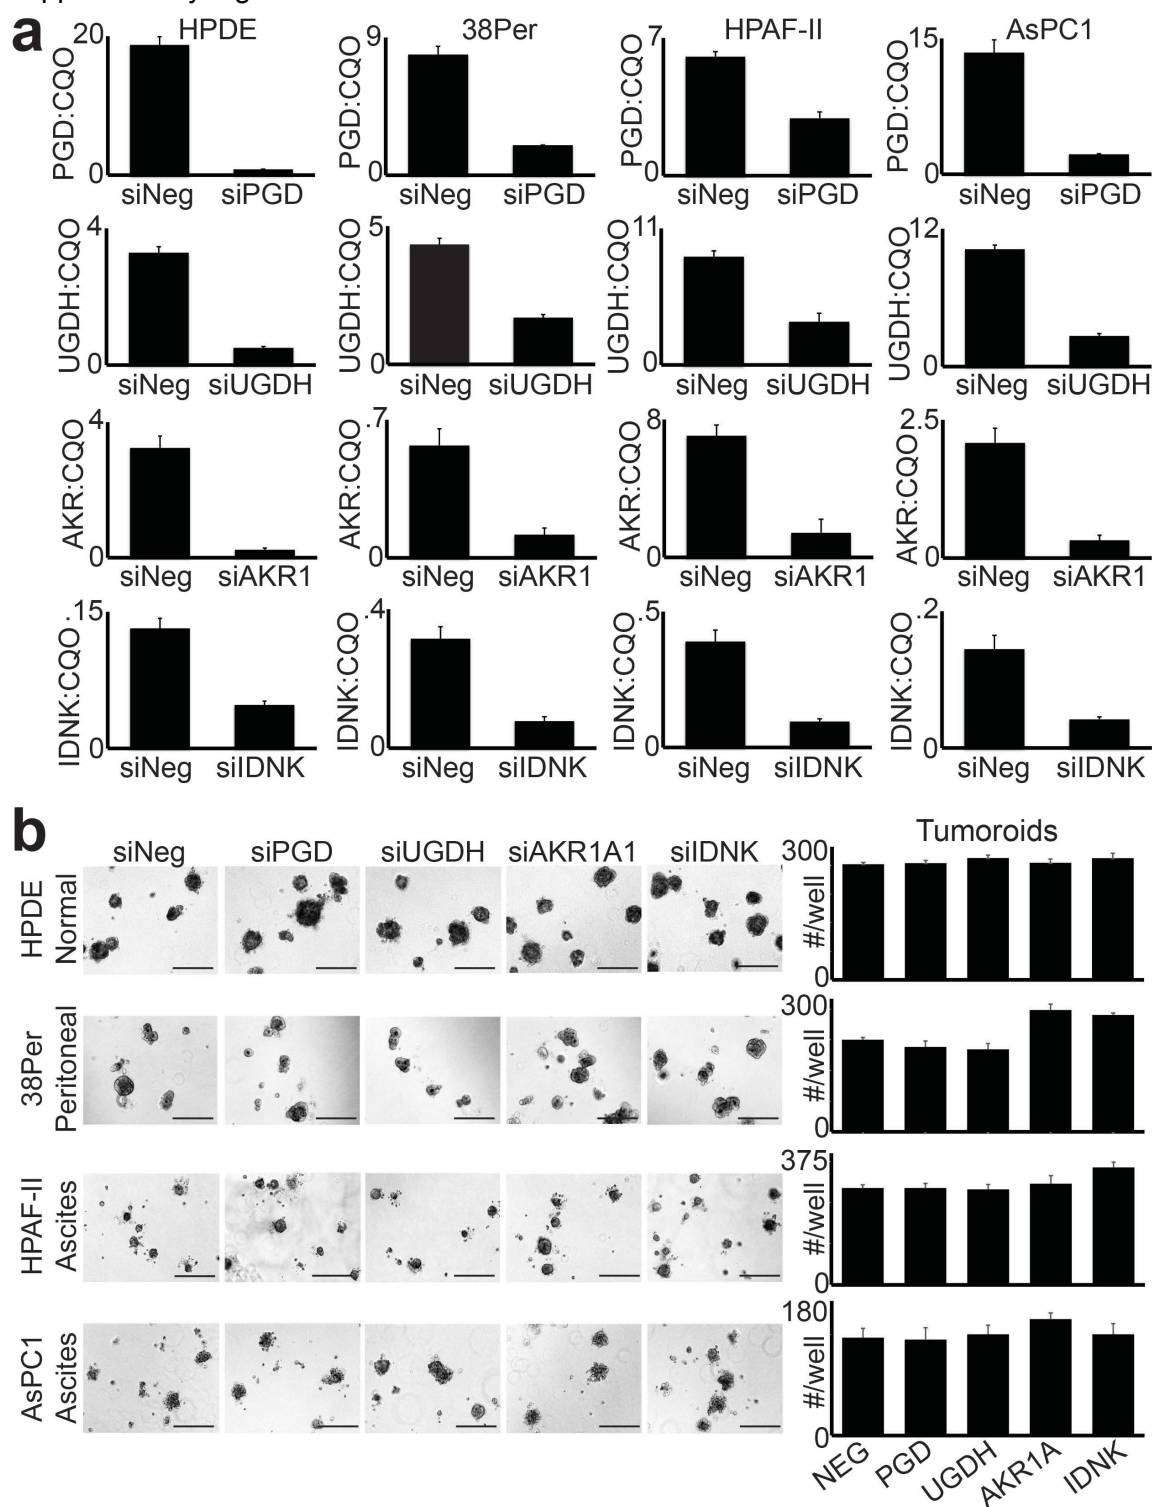 a
HPDE 38Per HPAF-II AsPC1
20 9 7 15
PGD:CQO PGD:CQO PGD:CQO PGD:CQO
0 0 0 0
siNeg siPGD siNeg siPGD siNeg siPGD siNeg siPGD
4 5 11 12
UGDH:CQO UGDH:CQO UGDH:CQO UGDH:CQO
0 0 0 0
siNeg siUGDH siNeg siUGDH siNeg siUGDH siNeg siUGDH
4 .7 8 2.5
AKR:CQO AKR:CQO AKR:CQO AKR:CQO
0 0 0 0
siNeg siAKR1 siNeg siAKR1 siNeg siAKR1 siNeg siAKR1
.15 .4 .5 .2
IDNK:CQO IDNK:CQO IDNK:CQO IDNK:CQO
0 0 0 0
siNeg siIDNK siNeg siIDNK siNeg siIDNK siNeg siIDNK
b
siNeg siPGD siUGDH siAKR1A1 siIDNK Tumoroids
HPDE
Normal
300
#/well
0
38Per
Peritoneal
300
#/well
0
HPAF-II
Ascites
375
#/well
0
AsPC1
Ascites
180
#/well
0
NEG PGD UGDH AKR1A IDNK